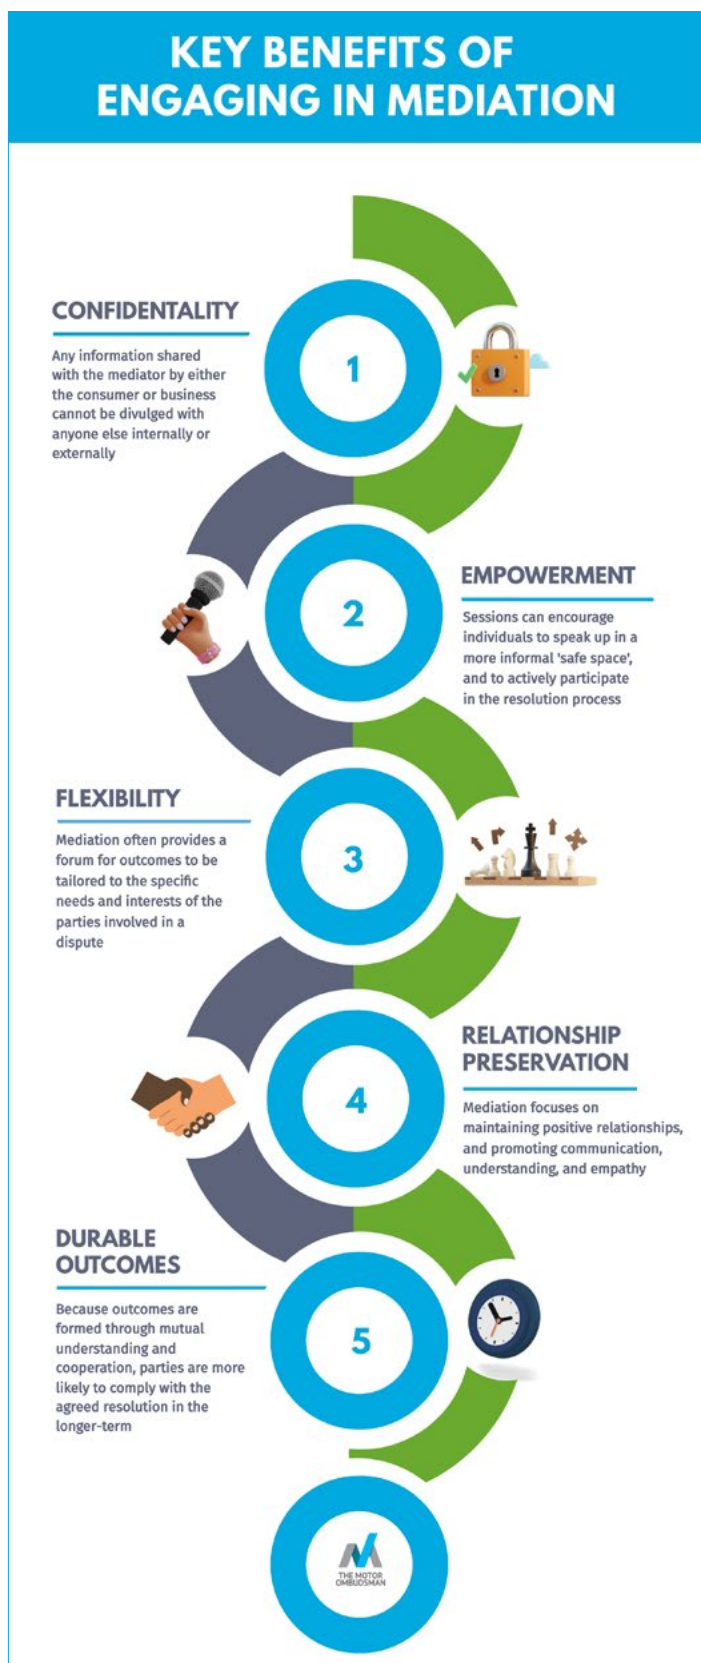 KEY BENEFITS OF
ENGAGING IN MEDIATION
CONFIDENTALITY
Any information shared
with the mediator by either
the consumer or business
cannot be divulged with
anyone else internally or
externally
1
2
EMPOWERMENT
Sessions can encourage
individuals to speak up in a
more informal 'safe space',
and to actively participate
in the resolution process
FLEXIBILITY
Mediation often provides a
forum for outcomes to be
tailored to the specific
needs and interests of the
parties involved in a
dispute
3
4
RELATIONSHIP
PRESERVATION
Mediation focuses on
maintaining positive relationships,
and promoting communication,
understanding, and empathy
DURABLE
OUTCOMES
Because outcomes are
formed through mutual
understanding and
cooperation, parties are more
likely to comply with the
agreed resolution in the
longer-term
5
THE MOTOR
OMBUDSMAN